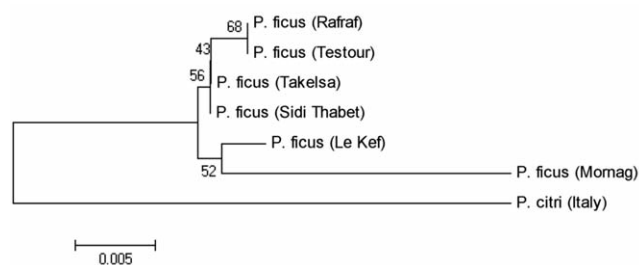 68
P. ficus (Rafraf)
43
P. ficus (Testour)
56
P. ficus (Takelsa)
P. ficus (Sidi Thabet)
P. ficus (Le Kef)
52
P. ficus (Mornag)
P. citri (Italy)
0.005